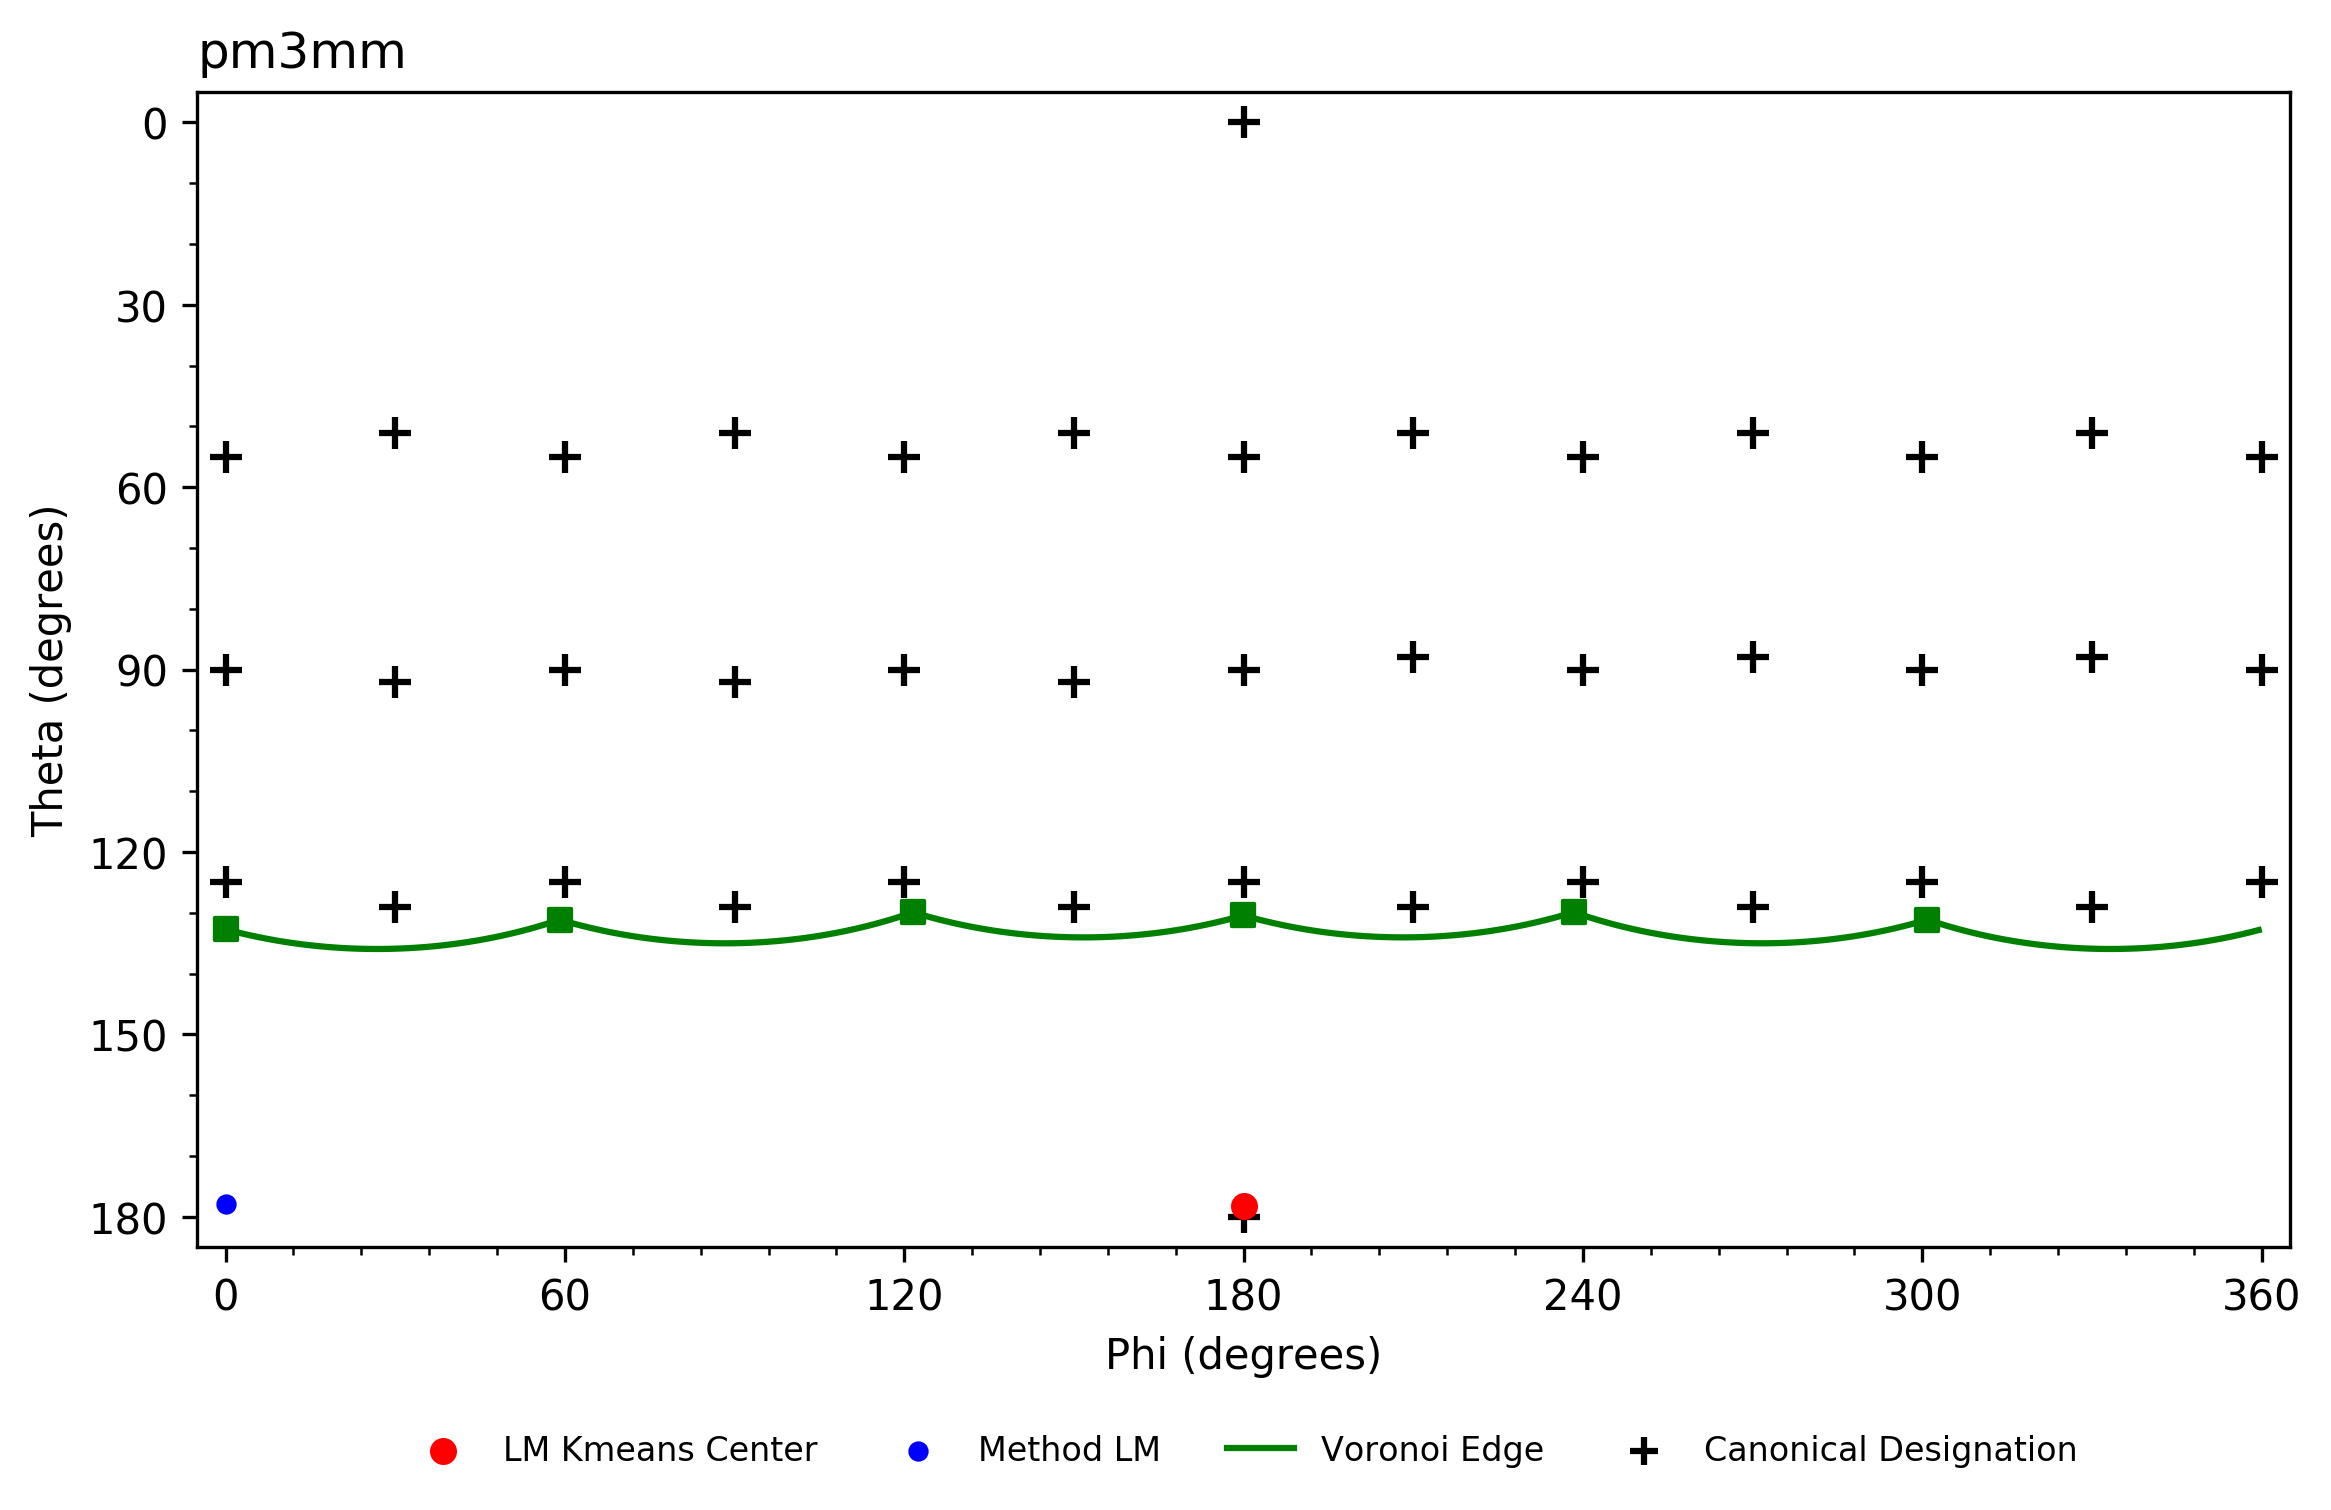 pm3mm
0
30
60
90
120
150
180
Theta (degrees)
0 60 120 180 240 300 360
Phi (degrees)
LM Kmeans Center Method LM Voronoi Edge Canonical Designation